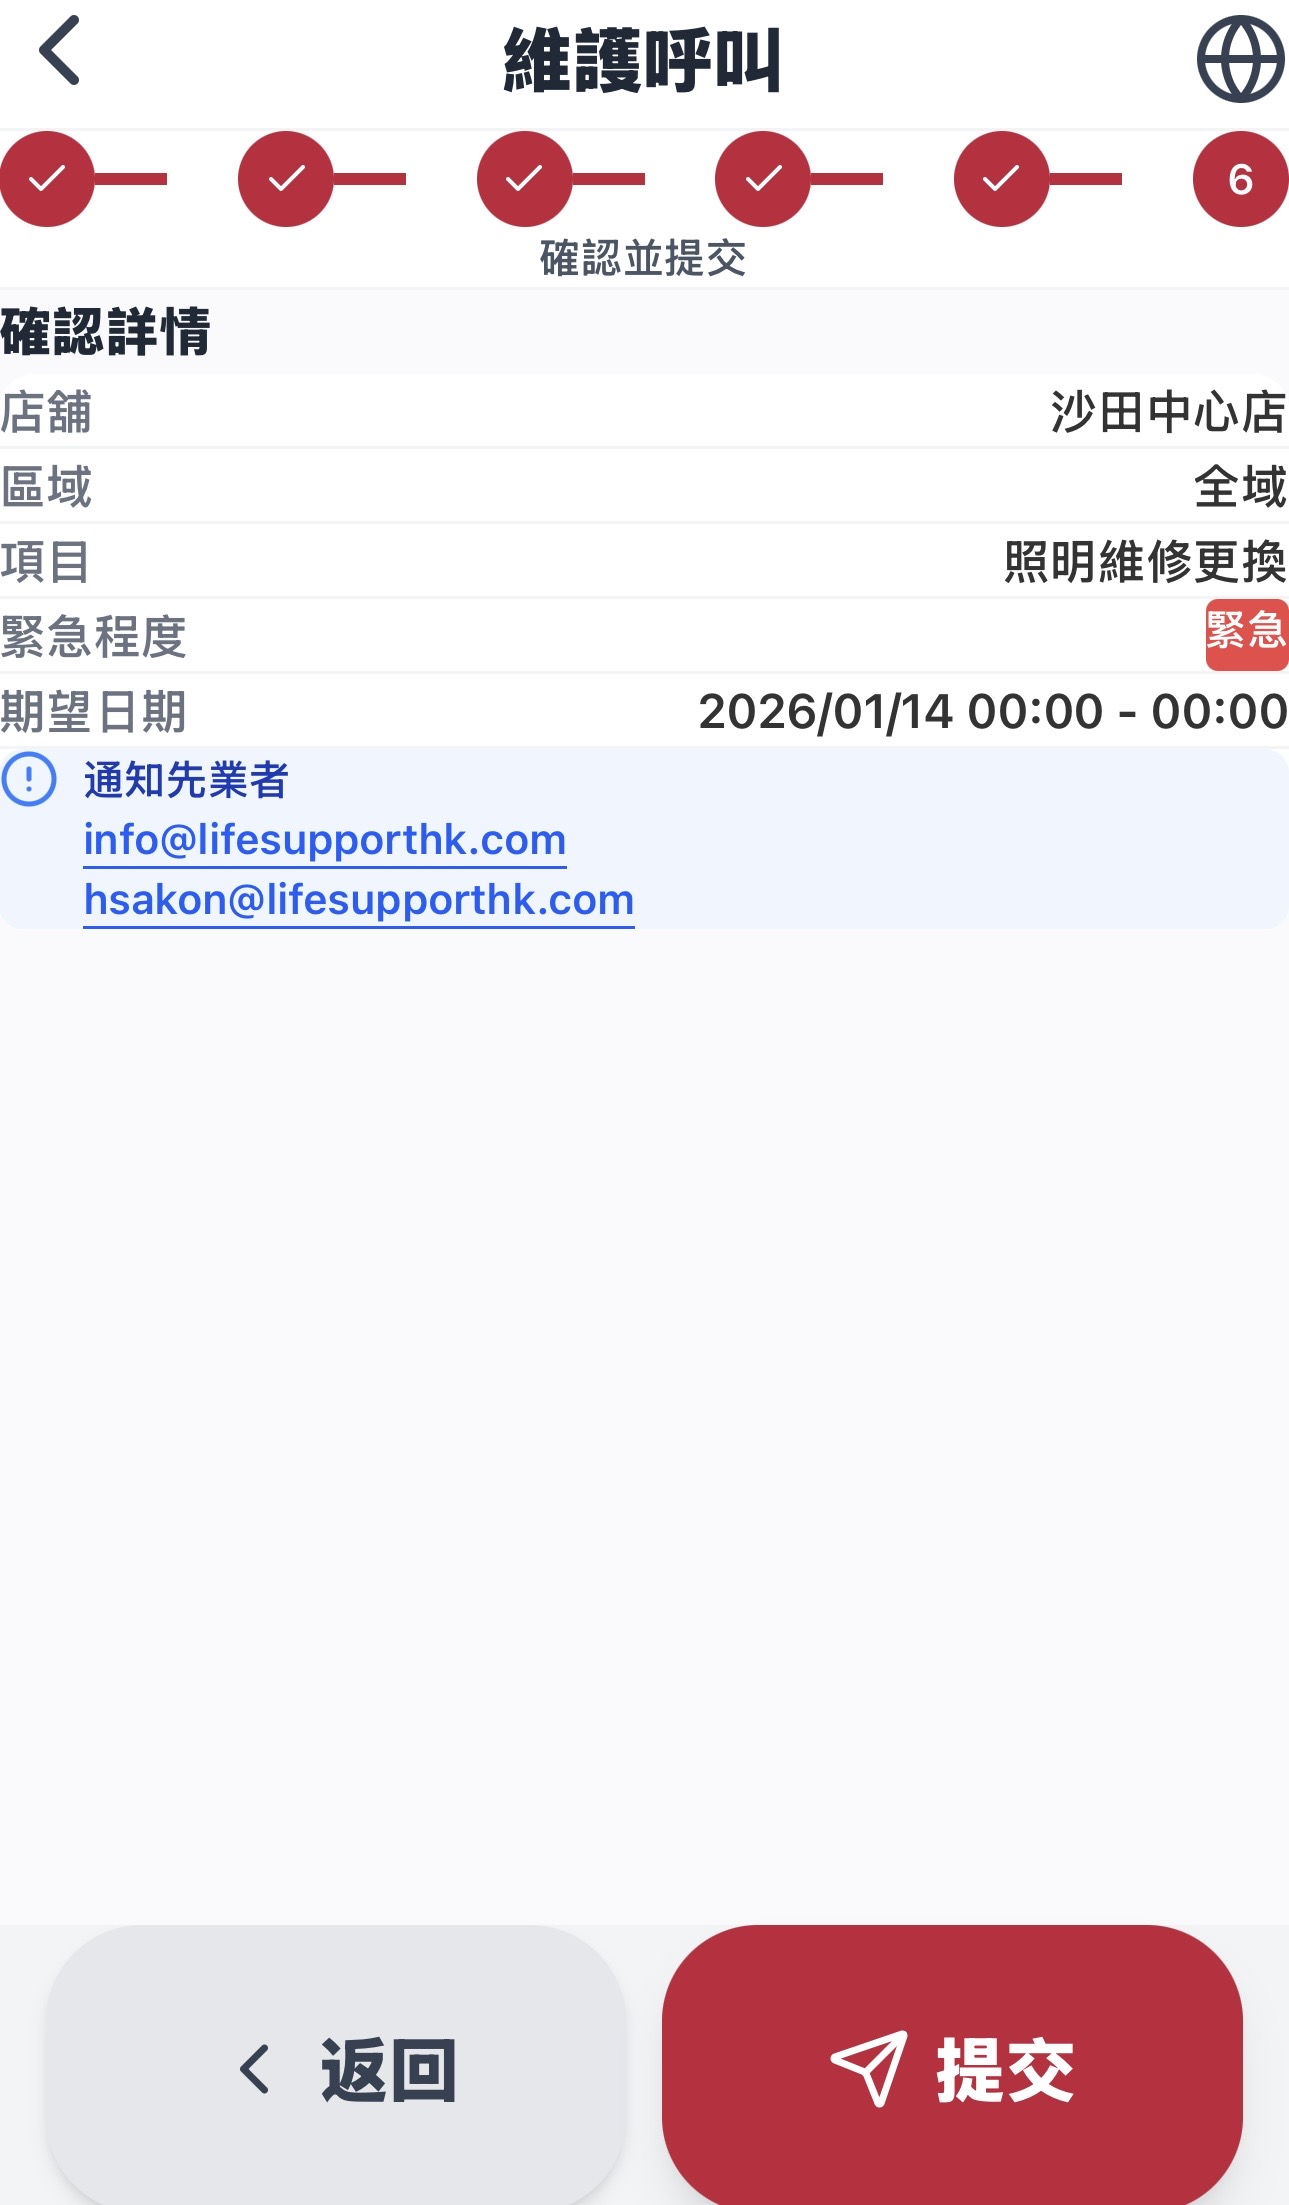 維護呼叫
6
確認並提交
確認詳情
店舖 沙田中心店
區域 全域
項目 照明維修更換
緊急程度 緊急
期望日期 2026/01/14 00:00 - 00:00
通知先業者
info@lifesupporthk.com
hsakon@lifesupporthk.com
返回 提交